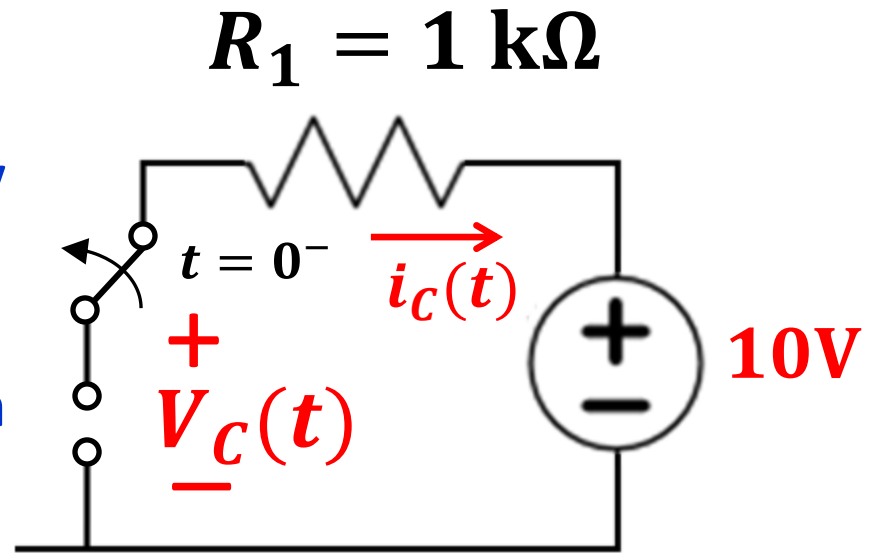 R₁ = 1 kΩ
t = 0⁻
i_C(t)
+
V_C(t)
−
+
−
10V